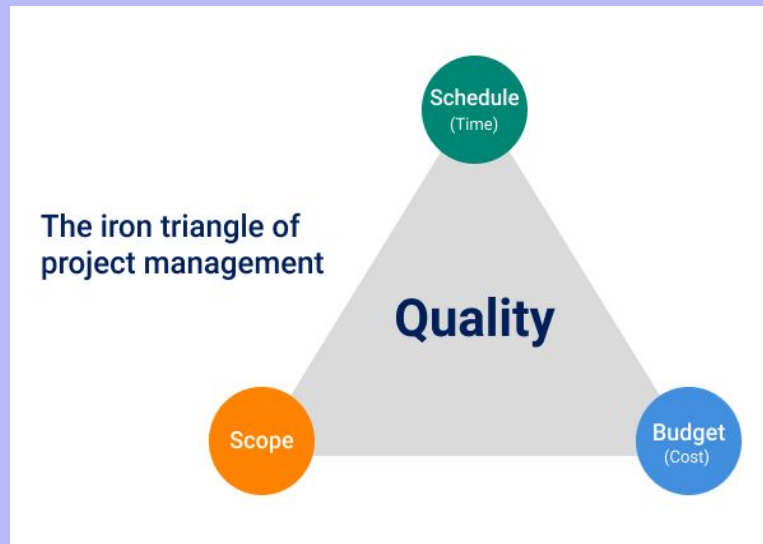 Schedule
(Time)
The iron triangle of
project management
Quality
Scope
Budget
(Cost)